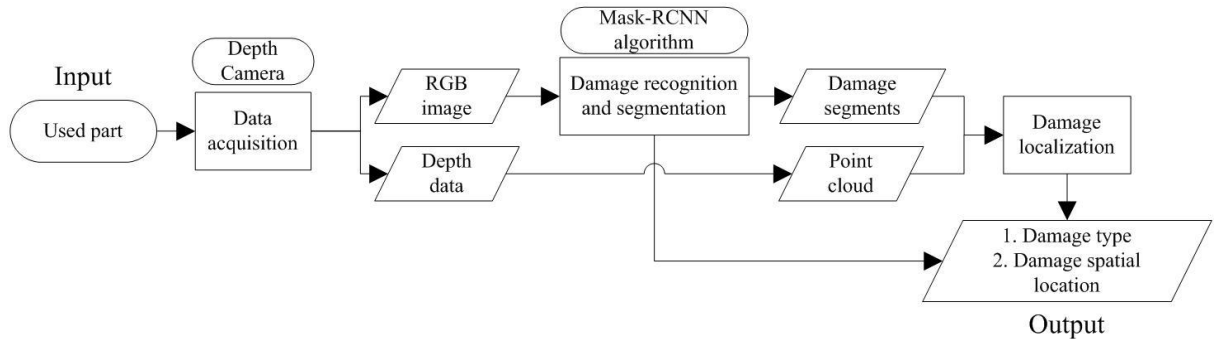 Input
Used part
Depth
Camera
Data
acquisition
RGB
image
Depth
data
Mask-RCNN
algorithm
Damage recognition
and segmentation
Damage
segments
Point
cloud
Damage
localization
1. Damage type
2. Damage spatial
location
Output